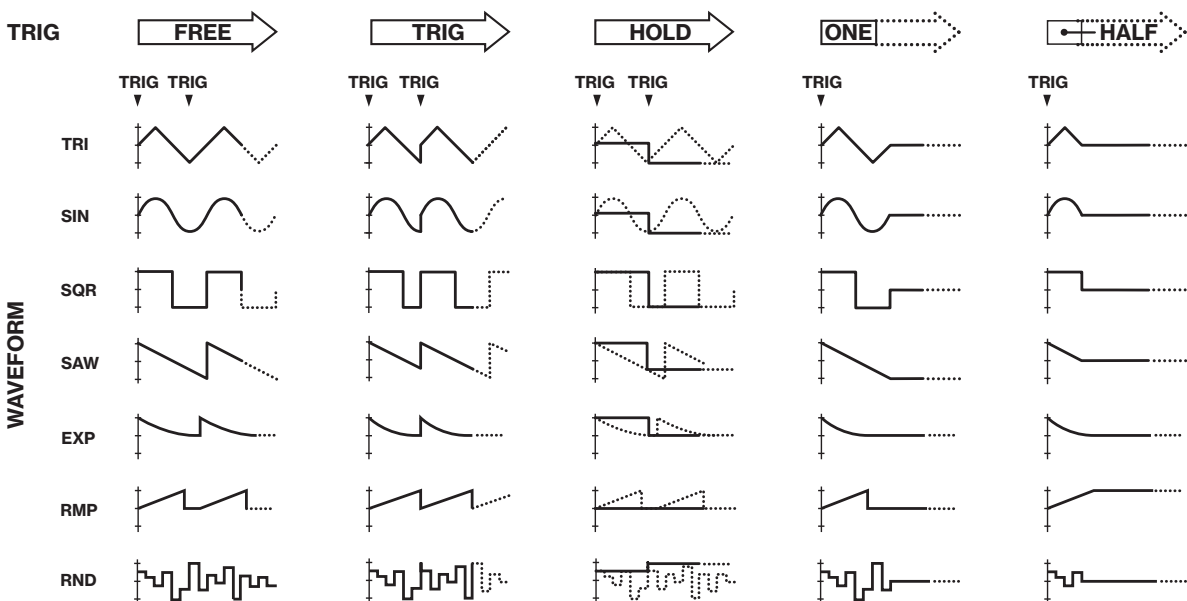 TRIG FREE TRIG HOLD ONE HALF
TRIG TRIG TRIG TRIG TRIG TRIG TRIG TRIG
WAVEFORM
TRI
SIN
SQR
SAW
EXP
RMP
RND